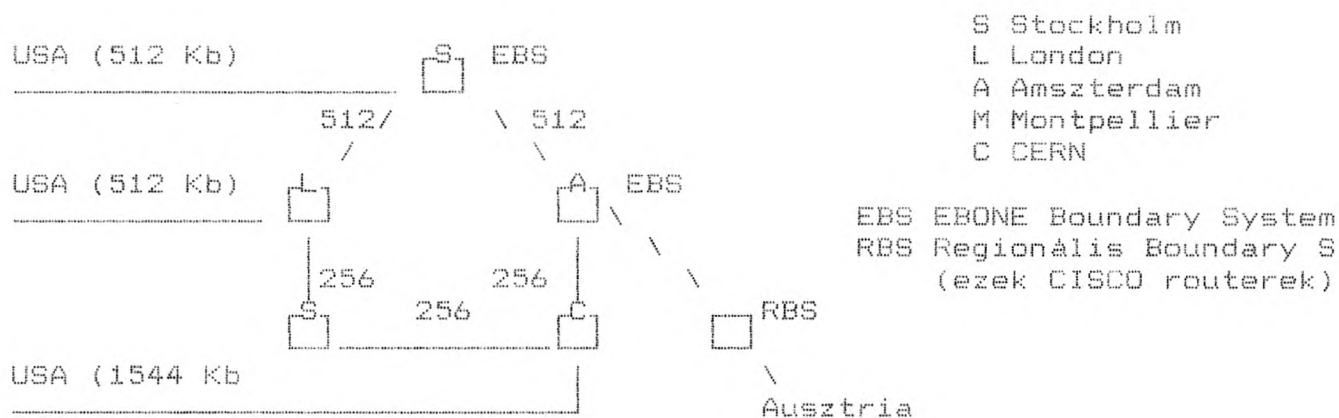 S Stockholm
USA (512 Kb) S EBS
L London
A Amszterdam
512/ \ 512
M Montpellier
C CERN
USA (512 Kb) L A EBS
EBS EBONE Boundary System
RBS Regionális Boundary S
256 256
(ezek CISCO routerek)
S 256 C RBS
USA (1544 Kb
Ausztria